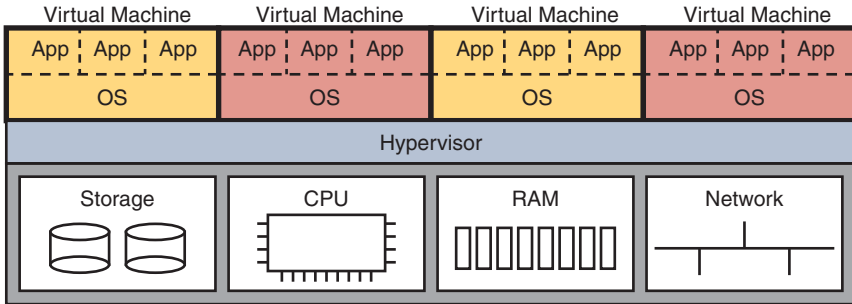 Virtual Machine Virtual Machine Virtual Machine Virtual Machine
App App App App App App App App App App App App
OS OS OS OS
Hypervisor
Storage CPU RAM Network